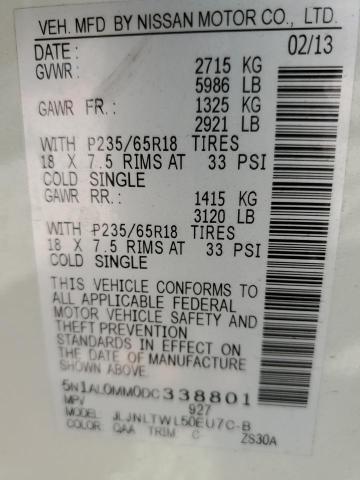 VEH. MFD BY NISSAN MOTOR CO., LTD.
DATE: 02/13
GVWR: 2715 KG
5986 LB
GAWR FR.: 1325 KG
2921 LB
WITH P235/65R18 TIRES
18 X 7.5 RIMS AT 33 PSI
COLD SINGLE
GAWR RR.: 1415 KG
3120 LB
WITH P235/65R18 TIRES
18 X 7.5 RIMS AT 33 PSI
COLD SINGLE
THIS VEHICLE CONFORMS TO
ALL APPLICABLE FEDERAL
MOTOR VEHICLE SAFETY AND
THEFT PREVENTION
STANDARDS IN EFFECT ON
THE DATE OF MANUFACTURE
SHOWN ABOVE.
5N1AL0MM0DC338801
MPV 927
MODEL JLJNLTWL50EU7C-B
COLOR QAA TRIM C ZS30A